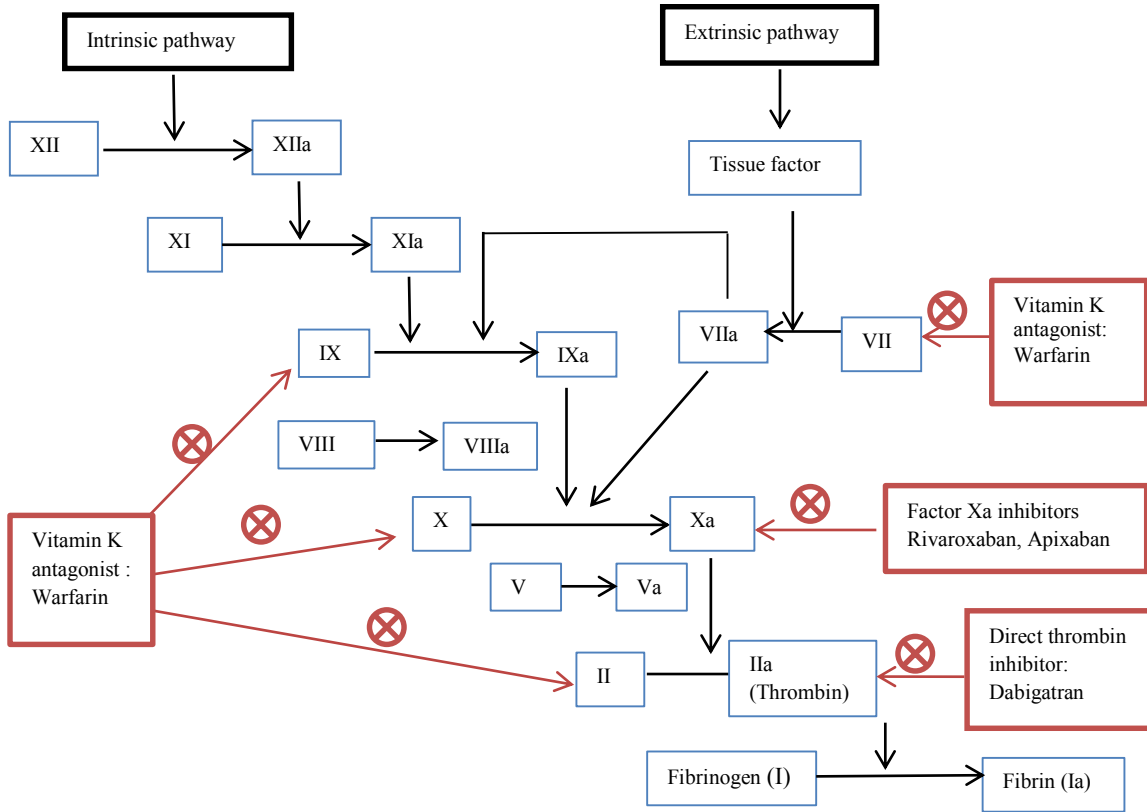 Intrinsic pathway
Extrinsic pathway
XII
XIIa
Tissue factor
XI
XIa
IX
IXa
VIIa
VII
Vitamin K
antagonist:
Warfarin
VIII
VIIIa
Vitamin K
antagonist :
Warfarin
X
Xa
Factor Xa inhibitors
Rivaroxaban, Apixaban
V
Va
II
IIa
(Thrombin)
Direct thrombin
inhibitor:
Dabigatran
Fibrinogen (I)
Fibrin (Ia)